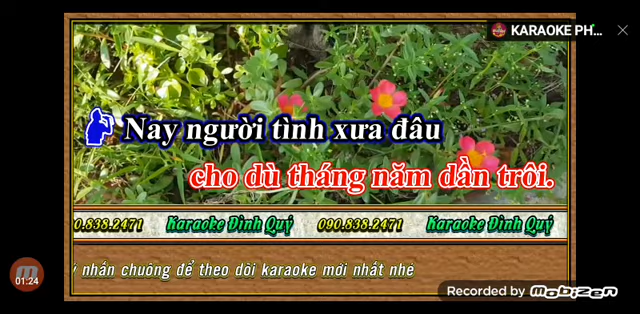 KARAOKE PH...
Nay người tình xưa đâu
cho dù tháng năm dần trôi.
0.838.2471 Karaoke Đình Quý 090.838.2471 Karaoke Đình Quý
ý nhấn chuông để theo dõi karaoke mới nhất nhé
01:24
Recorded by mobizen